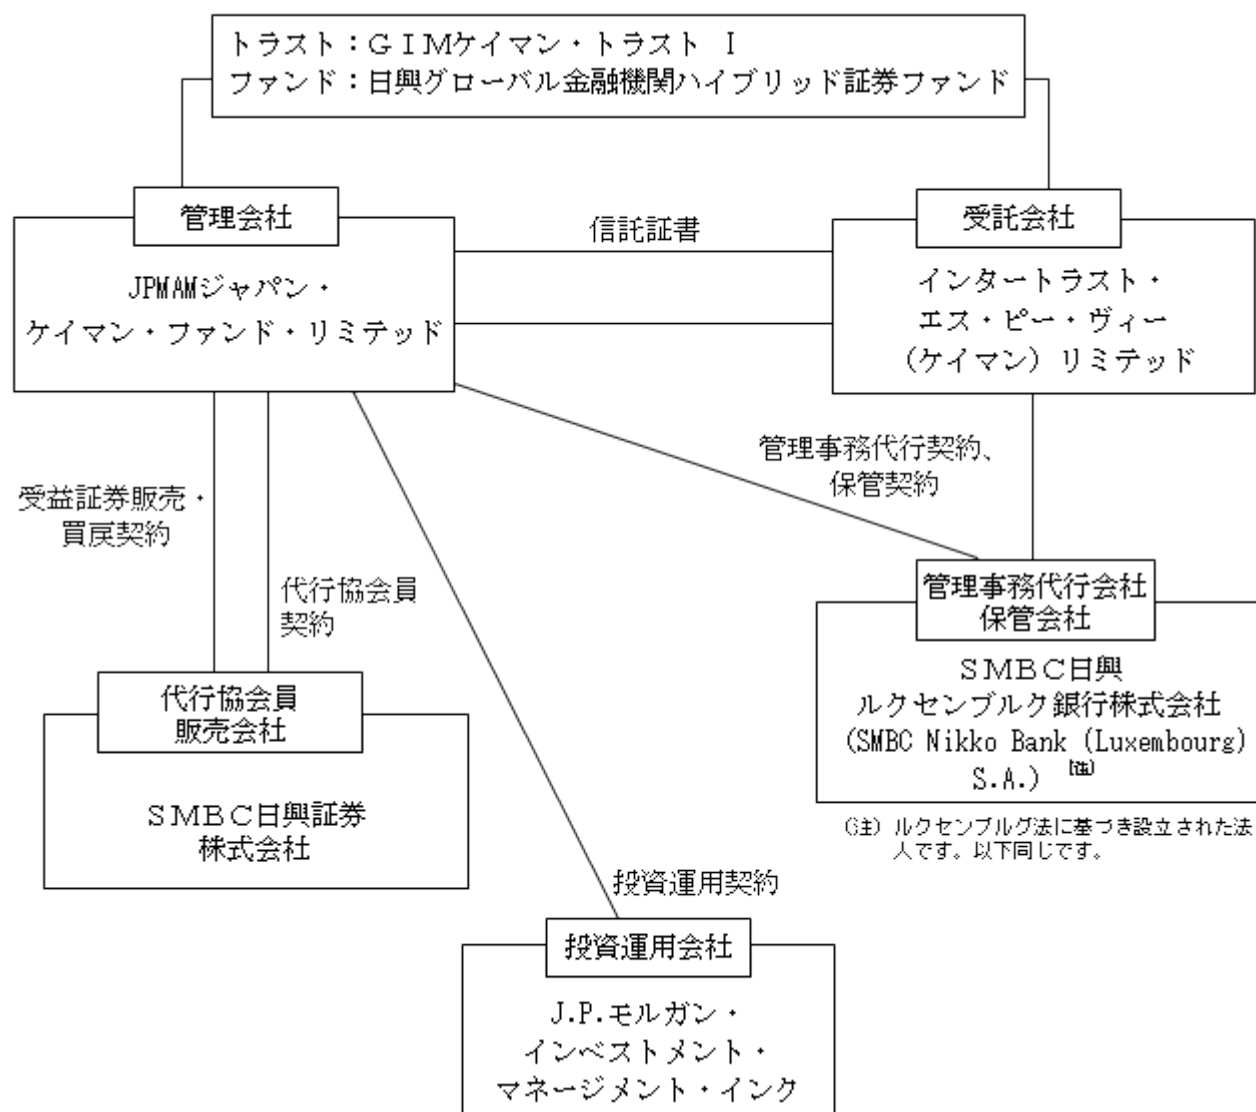 トラスト：ＧＩＭケイマン・トラスト Ⅰ
ファンド：日興グローバル金融機関ハイブリッド証券ファンド
管理会社
受託会社
信託証書
JPMAMジャパン・
ケイマン・ファンド・リミテッド
インタートラスト・
エス・ピー・ヴィー
（ケイマン）リミテッド
管理事務代行契約、
保管契約
受益証券販売・
買戻契約
代行協会員
契約
管理事務代行会社
保管会社
ＳＭＢＣ日興
ルクセンブルク銀行株式会社
(SMBC Nikko Bank (Luxembourg)
S.A.) (注)
(注) ルクセンブルグ法に基づき設立された法
人です。以下同じです。
代行協会員
販売会社
ＳＭＢＣ日興証券
株式会社
投資運用契約
投資運用会社
J.P.モルガン・
インベストメント・
マネージメント・インク